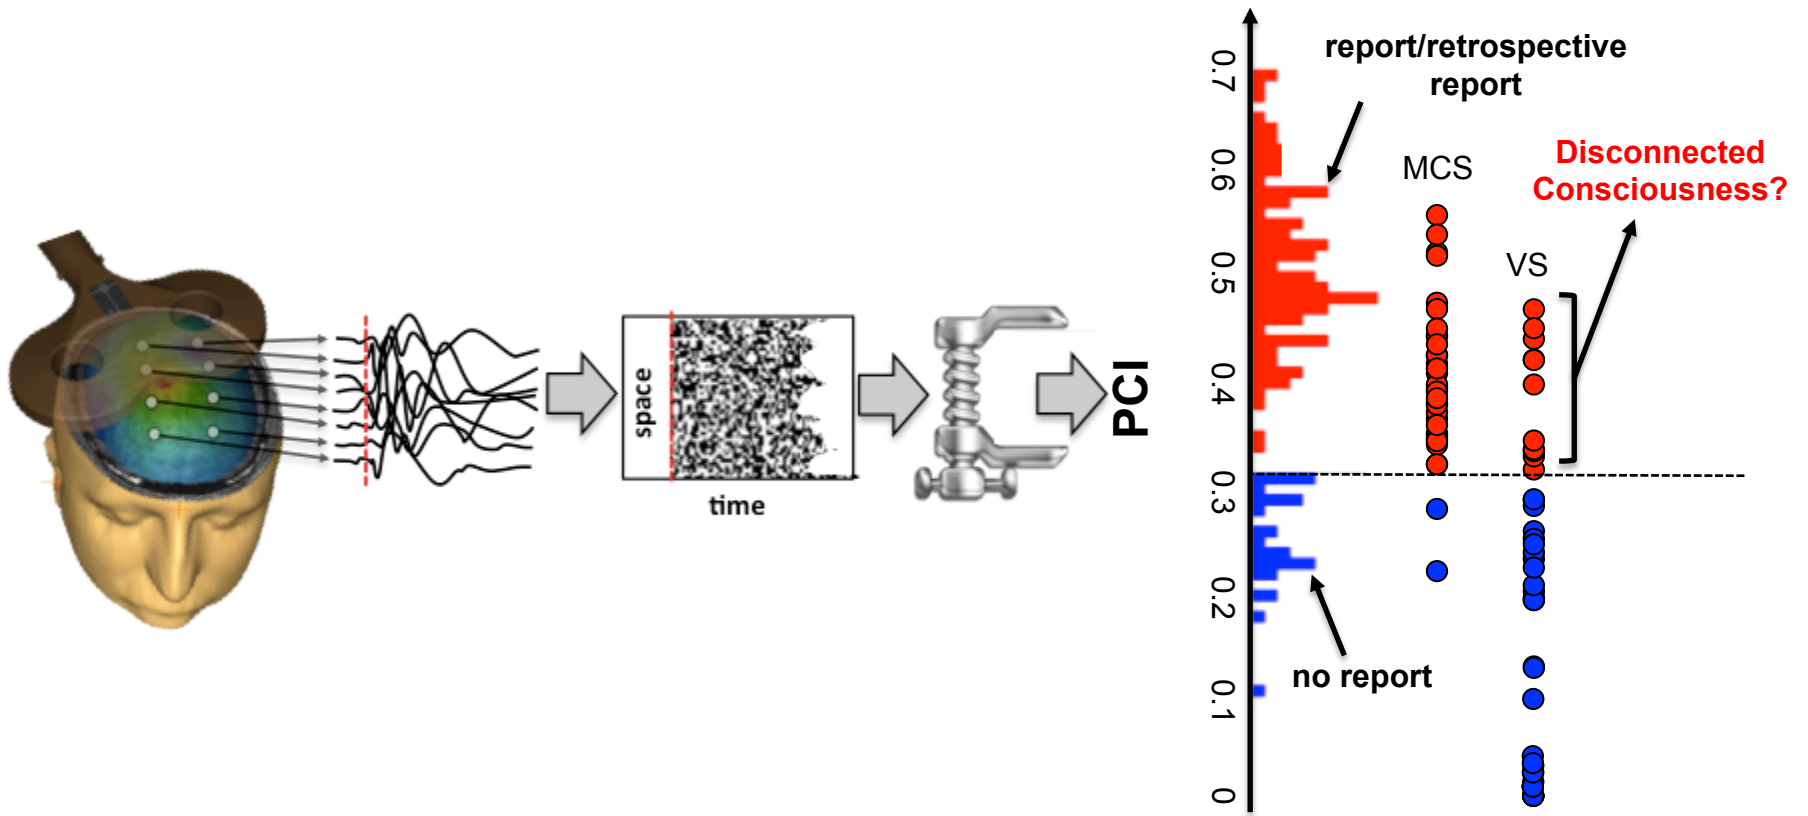 space
time
PCI
0.7
0.6
0.5
0.4
0.3
0.2
0.1
0
report/retrospective
report
MCS
VS
Disconnected
Consciousness?
no report